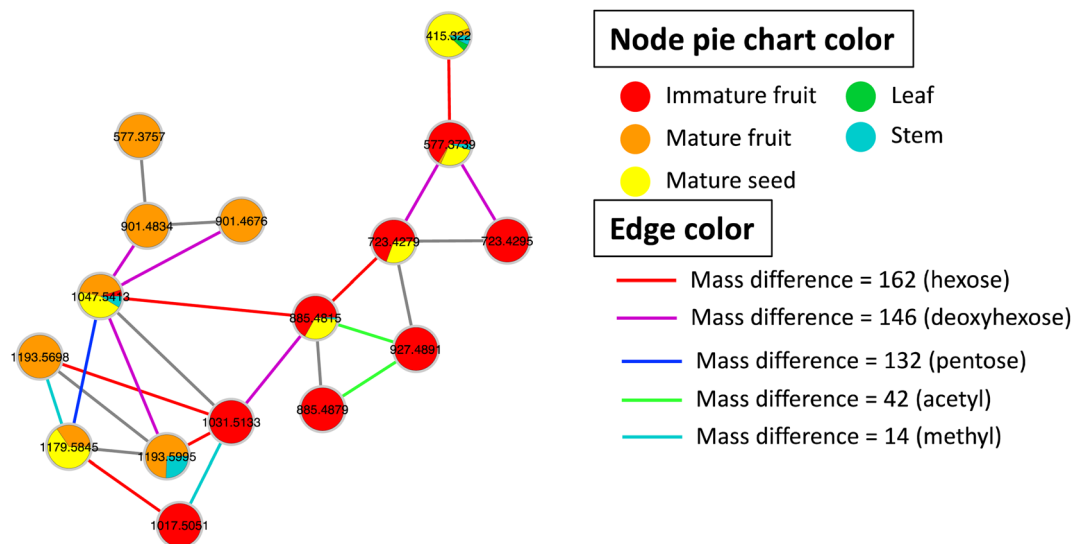 415.322
577.3757
577.3739
901.4834
901.4676
723.4279
723.4295
1047.5413
885.4815
927.4891
1193.5698
885.4879
1031.5133
1179.5845
1193.5995
1017.5051
Node pie chart color
Immature fruit
Leaf
Mature fruit
Stem
Mature seed
Edge color
Mass difference = 162 (hexose)
Mass difference = 146 (deoxyhexose)
Mass difference = 132 (pentose)
Mass difference = 42 (acetyl)
Mass difference = 14 (methyl)